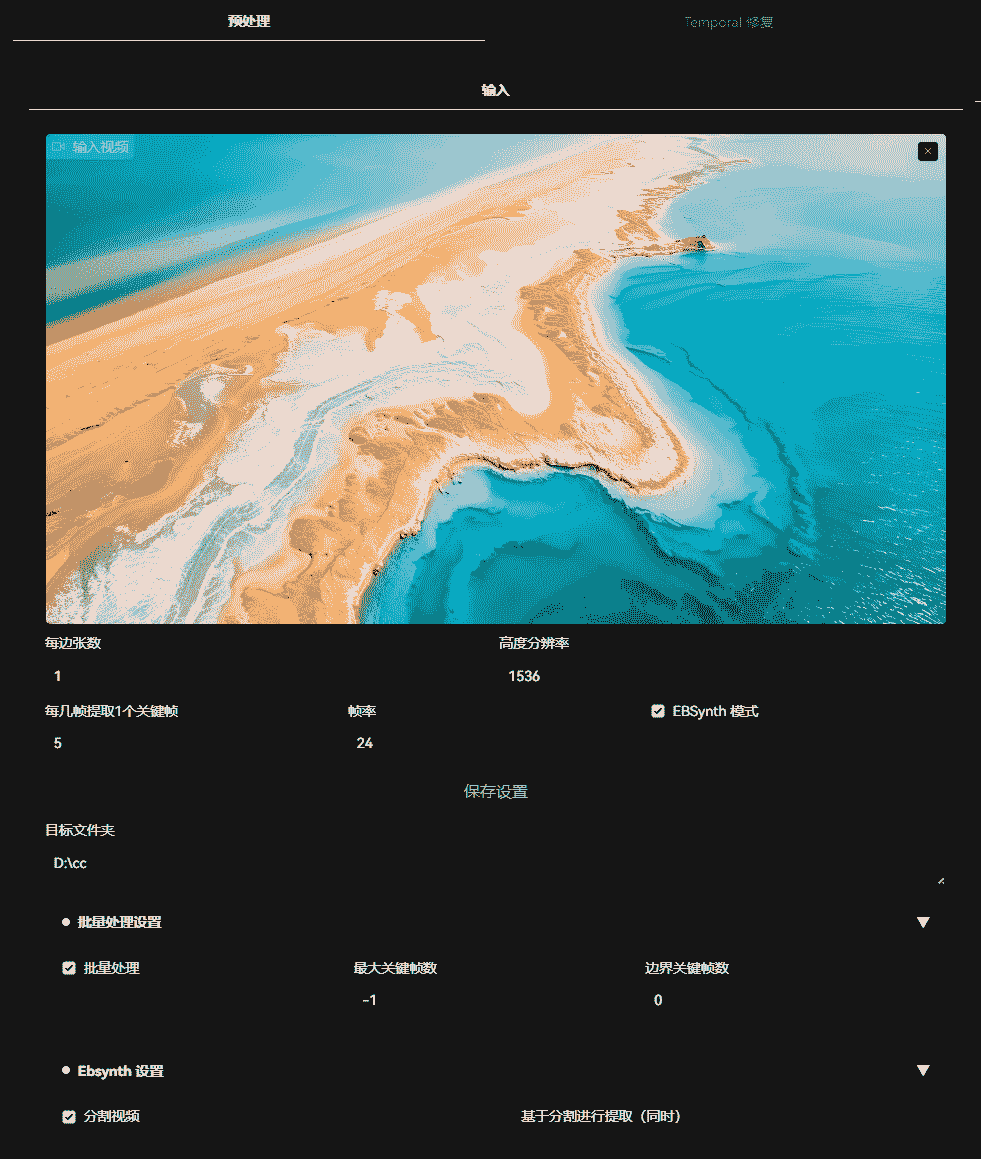 预处理
Temporal 修复
输入
输入视频
每边张数
高度分辨率
1
1536
每几帧提取1个关键帧
帧率
EBSynth 模式
5
24
保存设置
目标文件夹
D:\cc
批量处理设置
批量处理
最大关键帧数
边界关键帧数
-1
0
Ebsynth 设置
分割视频
基于分割进行提取（同时）